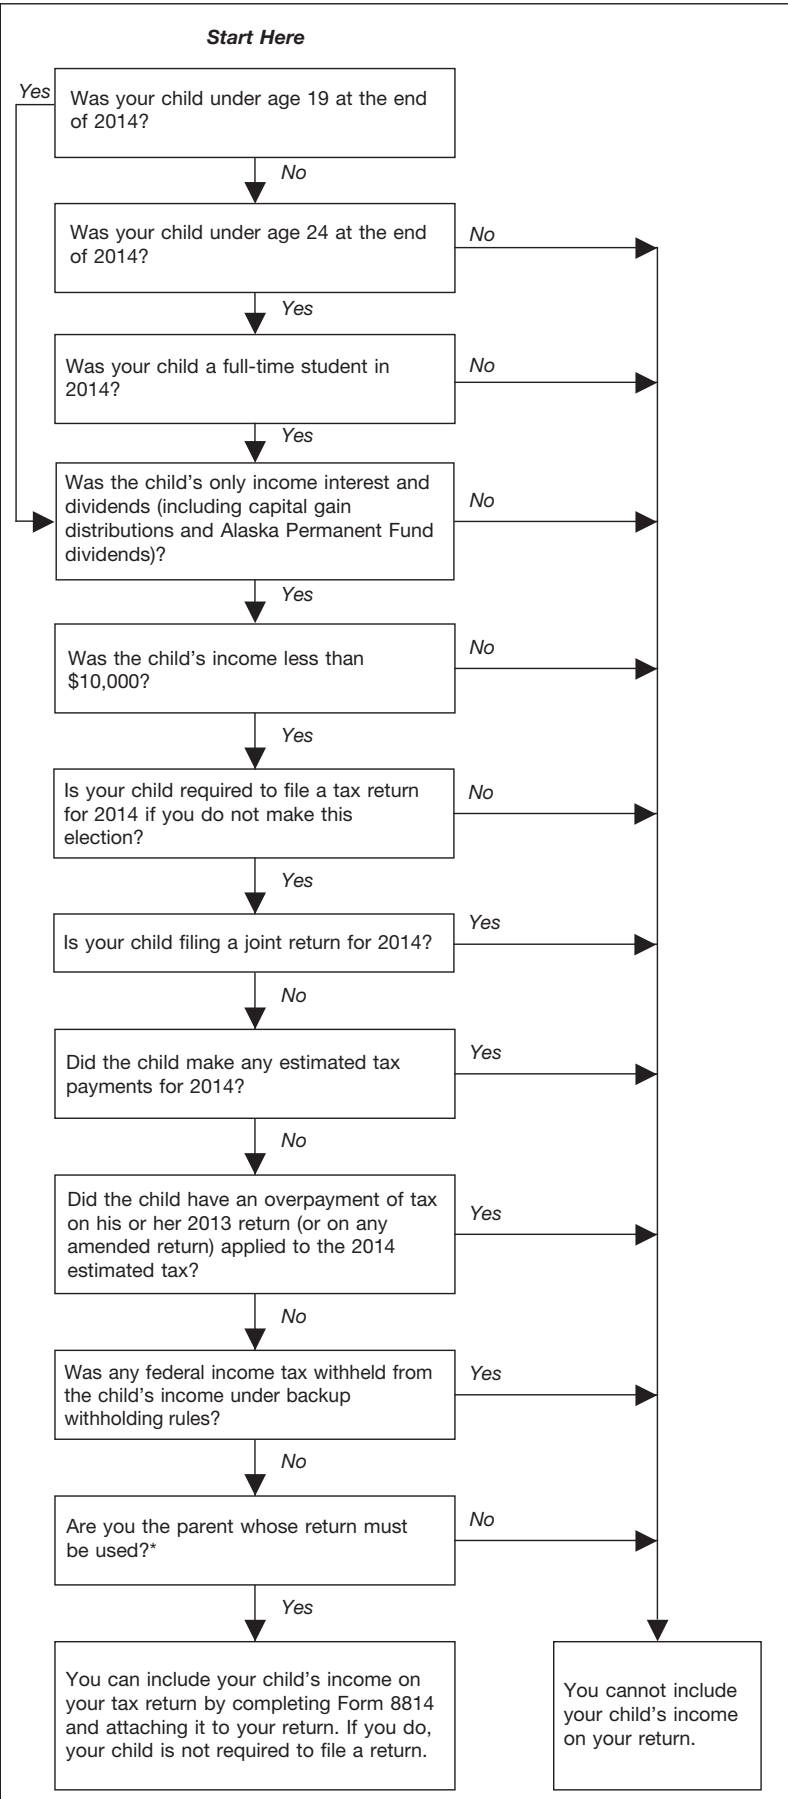 Start Here
Yes
Was your child under age 19 at the end
of 2014?
No
Was your child under age 24 at the end
of 2014?
No
Yes
Was your child a full-time student in
2014?
No
Yes
Was the child’s only income interest and
dividends (including capital gain
distributions and Alaska Permanent Fund
dividends)?
No
Yes
Was the child’s income less than
$10,000?
No
Yes
Is your child required to file a tax return
for 2014 if you do not make this
election?
No
Yes
Is your child filing a joint return for 2014?
Yes
No
Did the child make any estimated tax
payments for 2014?
Yes
No
Did the child have an overpayment of tax
on his or her 2013 return (or on any
amended return) applied to the 2014
estimated tax?
Yes
No
Was any federal income tax withheld from
the child’s income under backup
withholding rules?
Yes
No
Are you the parent whose return must
be used?*
No
Yes
You can include your child’s income on
your tax return by completing Form 8814
and attaching it to your return. If you do,
your child is not required to file a return.
You cannot include
your child’s income
on your return.